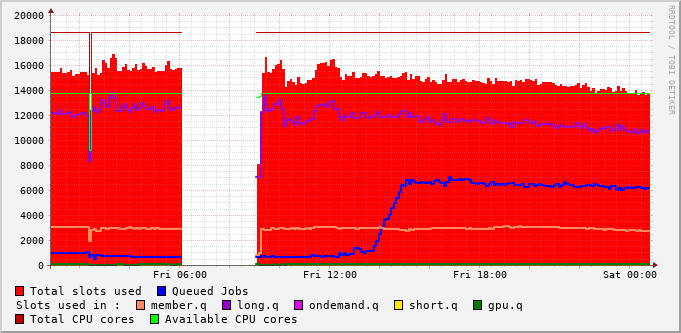 20000
18000
16000
14000
12000
10000
8000
6000
4000
2000
0
Fri 06:00 Fri 12:00 Fri 18:00 Sat 00:00
RRDTOOL / TOBI OETIKER
Total slots used Queued Jobs
Slots used in : member.q long.q ondemand.q short.q gpu.q
Total CPU cores Available CPU cores